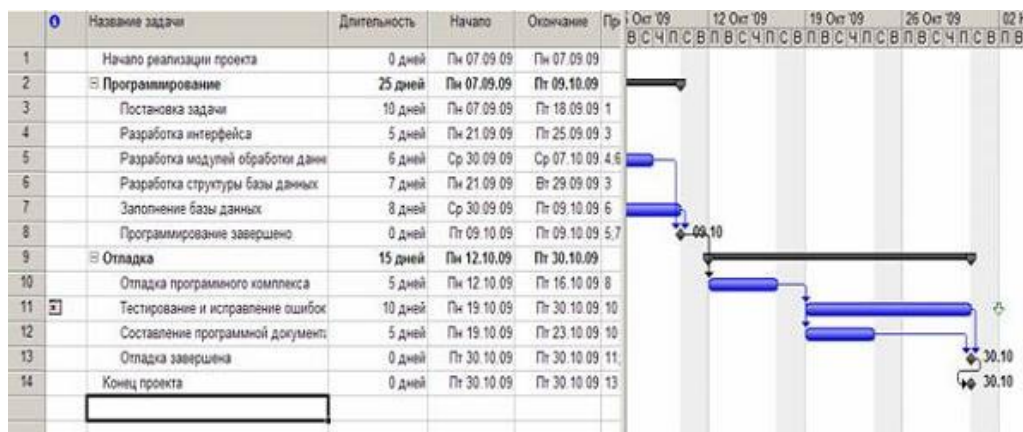 Название задачи Длительность Начало Окончание Пр 5 Окт '09 12 Окт '09 19 Окт '09 26 Окт '09 02
В С Ч П С В П В С Ч П С В П В С Ч П С В П В С Ч П С В П В
1 Начало реализации проекта 0 дней Пн 07.09.09 Пн 07.09.09
2 Программирование 25 дней Пн 07.09.09 Пт 09.10.09
3 Постановка задачи 10 дней Пн 07.09.09 Пт 18.09.09 1
4 Разработка интерфейса 5 дней Пн 21.09.09 Пт 25.09.09 3
5 Разработка модулей обработки данн 6 дней Ср 30.09.09 Ср 07.10.09 4;6
6 Разработка структуры базы данных 7 дней Пн 21.09.09 Вт 29.09.09 3
7 Заполнение базы данных 8 дней Ср 30.09.09 Пт 09.10.09 6
8 Программирование завершено 0 дней Пт 09.10.09 Пт 09.10.09 5,7 09.10
9 Отладка 15 дней Пн 12.10.09 Пт 30.10.09
10 Отладка программного комплекса 5 дней Пн 12.10.09 Пт 16.10.09 8
11 Тестирование и исправление ошибок 10 дней Пн 19.10.09 Пт 30.10.09 10
12 Составление программной документа 5 дней Пн 19.10.09 Пт 23.10.09 10
13 Отладка завершена 0 дней Пт 30.10.09 Пт 30.10.09 11; 30.10
14 Конец проекта 0 дней Пт 30.10.09 Пт 30.10.09 13 30.10